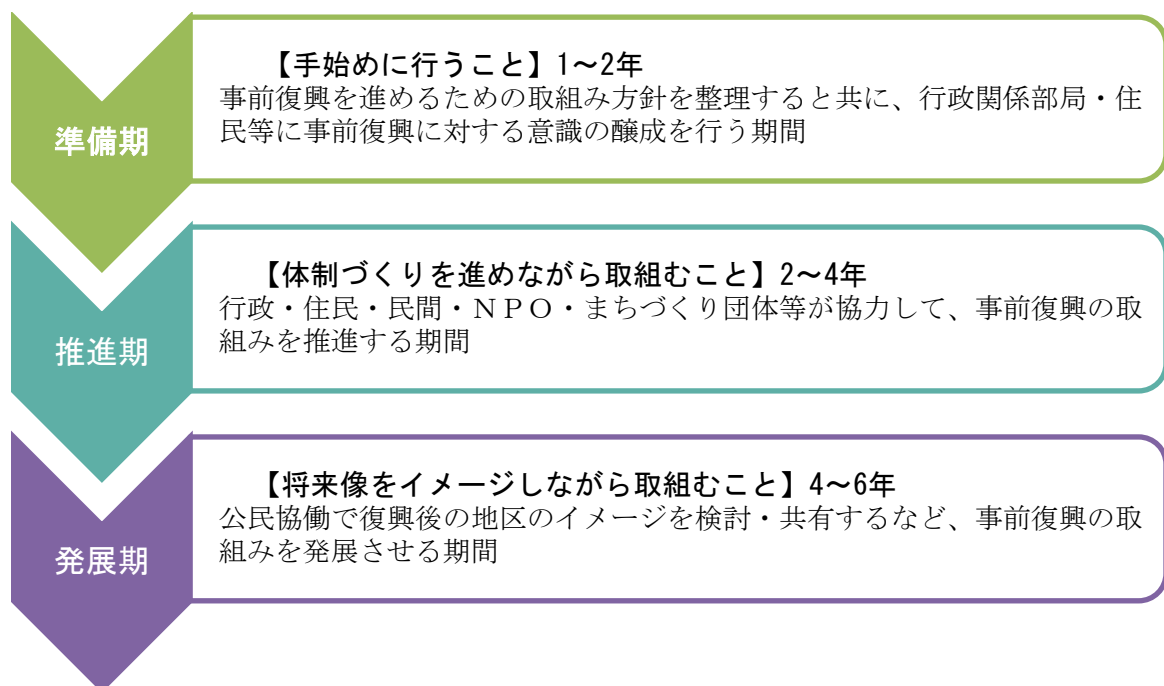 【手始めに行うこと】1～2年
事前復興を進めるための取組み方針を整理すると共に、行政関係部局・住
民等に事前復興に対する意識の醸成を行う期間
準備期
【体制づくりを進めながら取組むこと】2～4年
行政・住民・民間・ＮＰＯ・まちづくり団体等が協力して、事前復興の取
組みを推進する期間
推進期
【将来像をイメージしながら取組むこと】4～6年
公民協働で復興後の地区のイメージを検討・共有するなど、事前復興の取
組みを発展させる期間
発展期